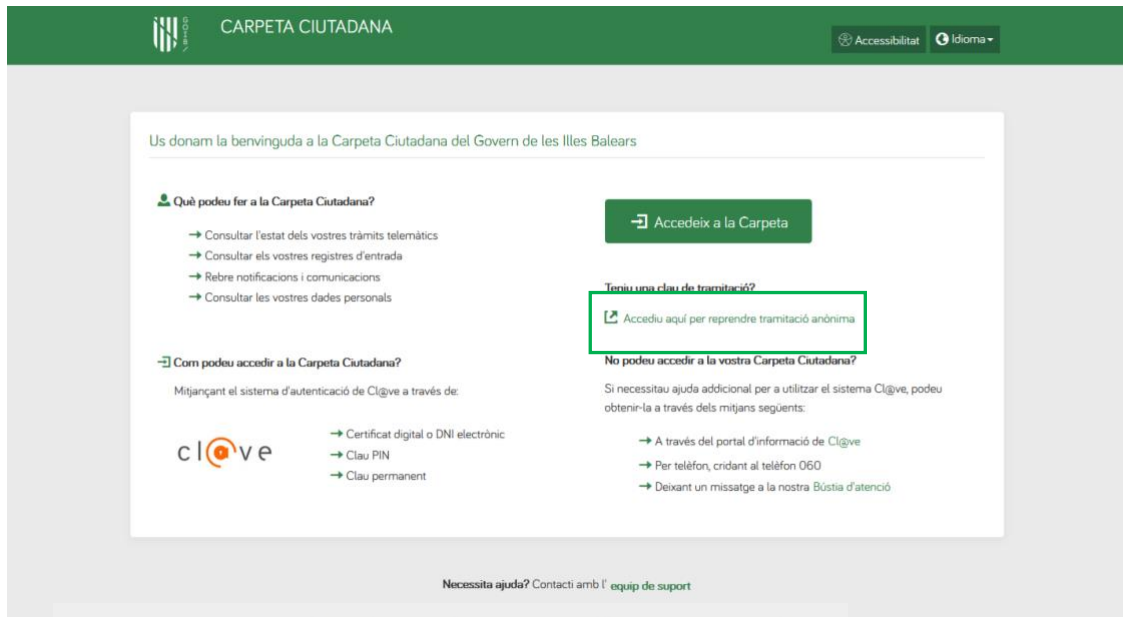 CARPETA CIUTADANA
GOIB
Accessibilitat
Idioma
Us donam la benvinguda a la Carpeta Ciutadana del Govern de les Illes Balears
Què podeu fer a la Carpeta Ciutadana?
Consultar l'estat dels vostres tràmits telemàtics
Consultar els vostres registres d'entrada
Rebre notificacions i comunicacions
Consultar les vostres dades personals
Com podeu accedir a la Carpeta Ciutadana?
Mitjançant el sistema d'autenticació de Cl@ve a través de:
cl@ve
Certificat digital o DNI electrònic
Clau PIN
Clau permanent
Accedeix a la Carpeta
Teniu una clau de tramitació?
Accediu aquí per reprendre tramitació anònima
No podeu accedir a la vostra Carpeta Ciutadana?
Si necessitau ajuda addicional per a utilitzar el sistema Cl@ve, podeu
obtenir-la a través dels mitjans següents:
A través del portal d'informació de Cl@ve
Per telèfon, cridant al telèfon 060
Deixant un missatge a la nostra Bústia d'atenció
Necessita ajuda? Contacti amb l' equip de suport